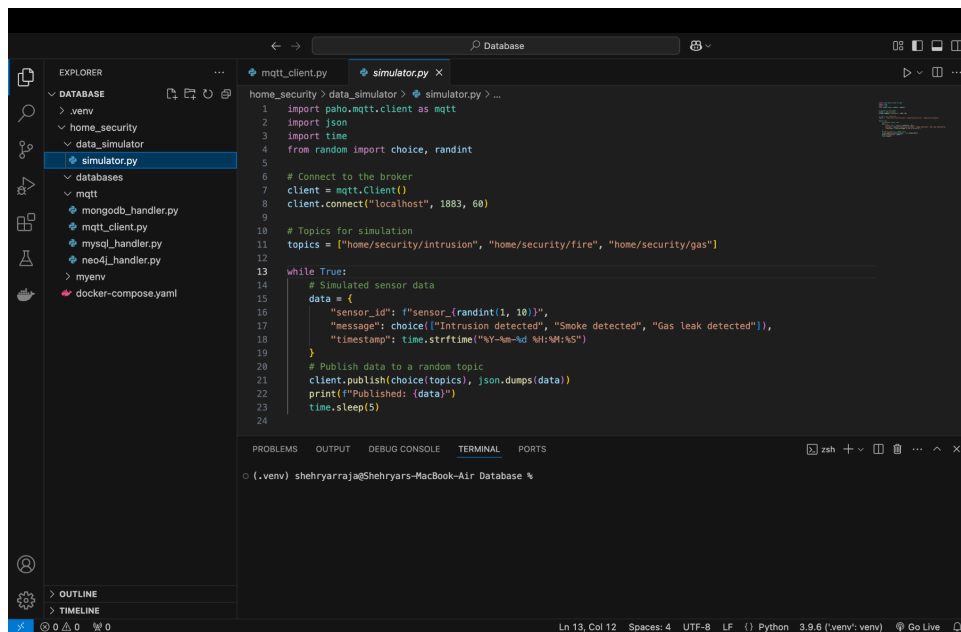 Database
EXPLORER
DATABASE
.venv
home_security
data_simulator
simulator.py
databases
mqtt
mongodb_handler.py
mqtt_client.py
mysql_handler.py
neo4j_handler.py
myenv
docker-compose.yaml
OUTLINE
TIMELINE
mqtt_client.py
simulator.py
home_security > data_simulator > simulator.py > ...
1 import paho.mqtt.client as mqtt
2 import json
3 import time
4 from random import choice, randint
5
6 # Connect to the broker
7 client = mqtt.Client()
8 client.connect("localhost", 1883, 60)
9
10 # Topics for simulation
11 topics = ["home/security/intrusion", "home/security/fire", "home/security/gas"]
12
13 while True:
14 # Simulated sensor data
15 data = {
16 "sensor_id": f"sensor_{randint(1, 10)}",
17 "message": choice(["Intrusion detected", "Smoke detected", "Gas leak detected"]),
18 "timestamp": time.strftime("%Y-%m-%d %H:%M:%S")
19 }
20 # Publish data to a random topic
21 client.publish(choice(topics), json.dumps(data))
22 print(f"Published: {data}")
23 time.sleep(5)
24
PROBLEMS OUTPUT DEBUG CONSOLE TERMINAL PORTS
zsh
(.venv) shehryarraja@Shehryars-MacBook-Air Database %
0 0 0
Ln 13, Col 12 Spaces: 4 UTF-8 LF {} Python 3.9.6 ('.venv': venv) Go Live